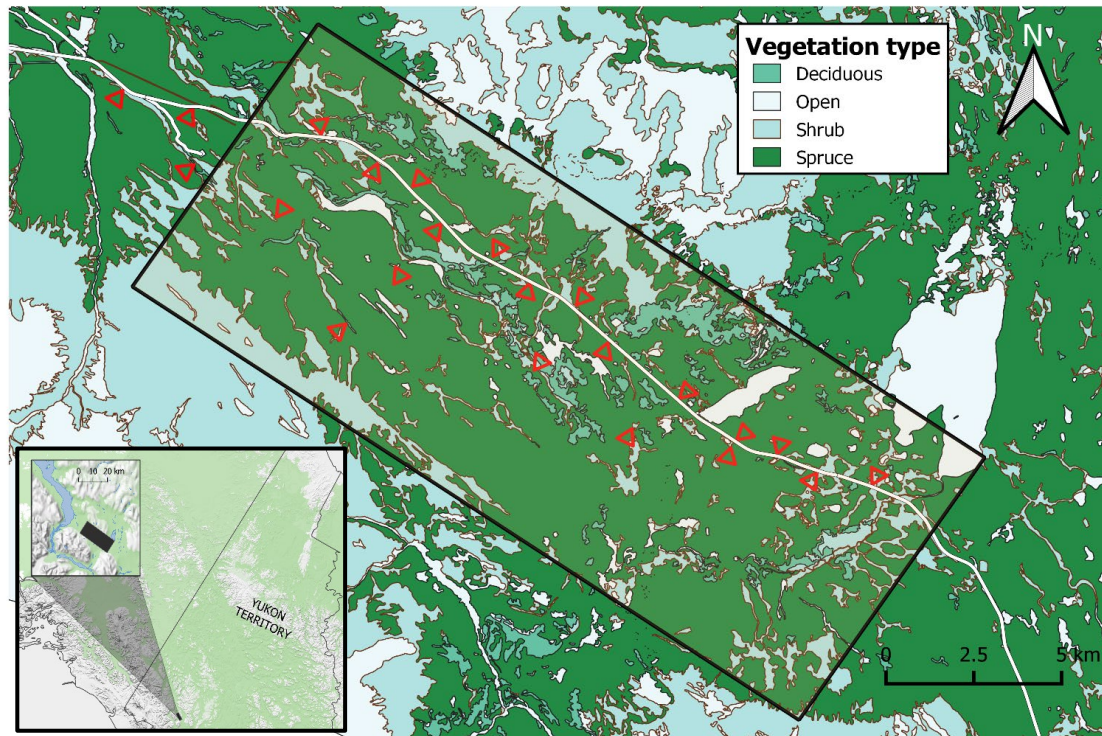 Vegetation type
Deciduous
Open
Shrub
Spruce
N
0 10 20 km
YUKON
TERRITORY
0 2.5 5 km